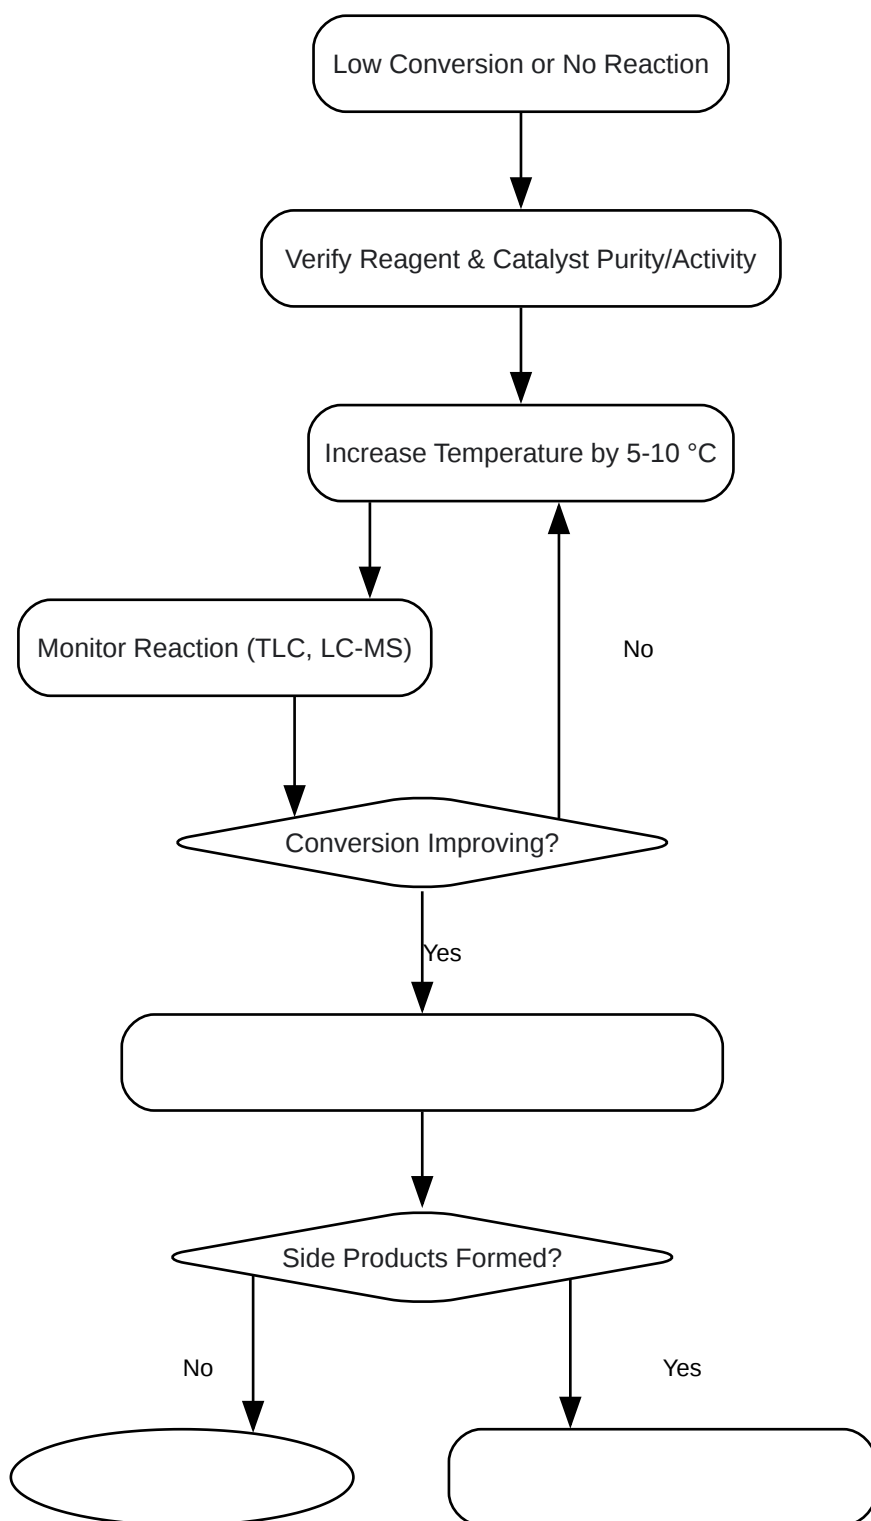 Low Conversion or No Reaction
Verify Reagent & Catalyst Purity/Activity
Increase Temperature by 5-10 °C
Monitor Reaction (TLC, LC-MS)
No
Conversion Improving?
Yes
Side Products Formed?
No
Yes